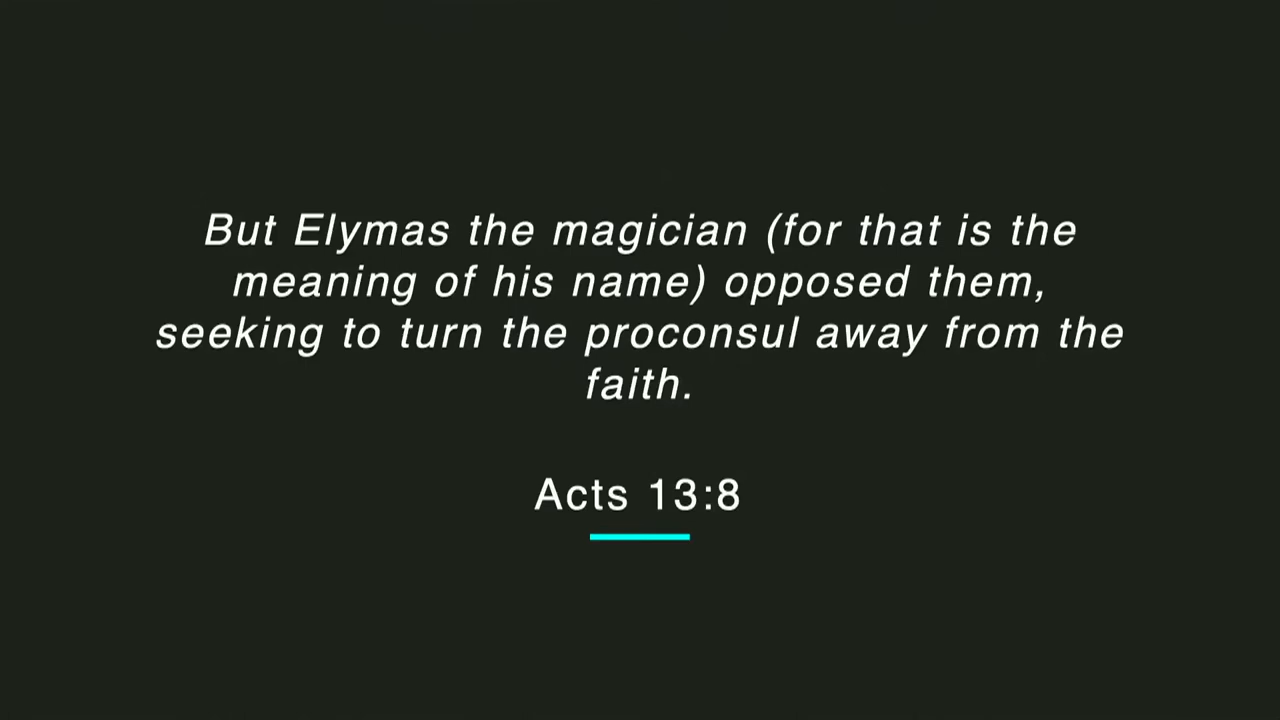 But Elymas the magician (for that is the
meaning of his name) opposed them,
seeking to turn the proconsul away from the
faith.
Acts 13:8